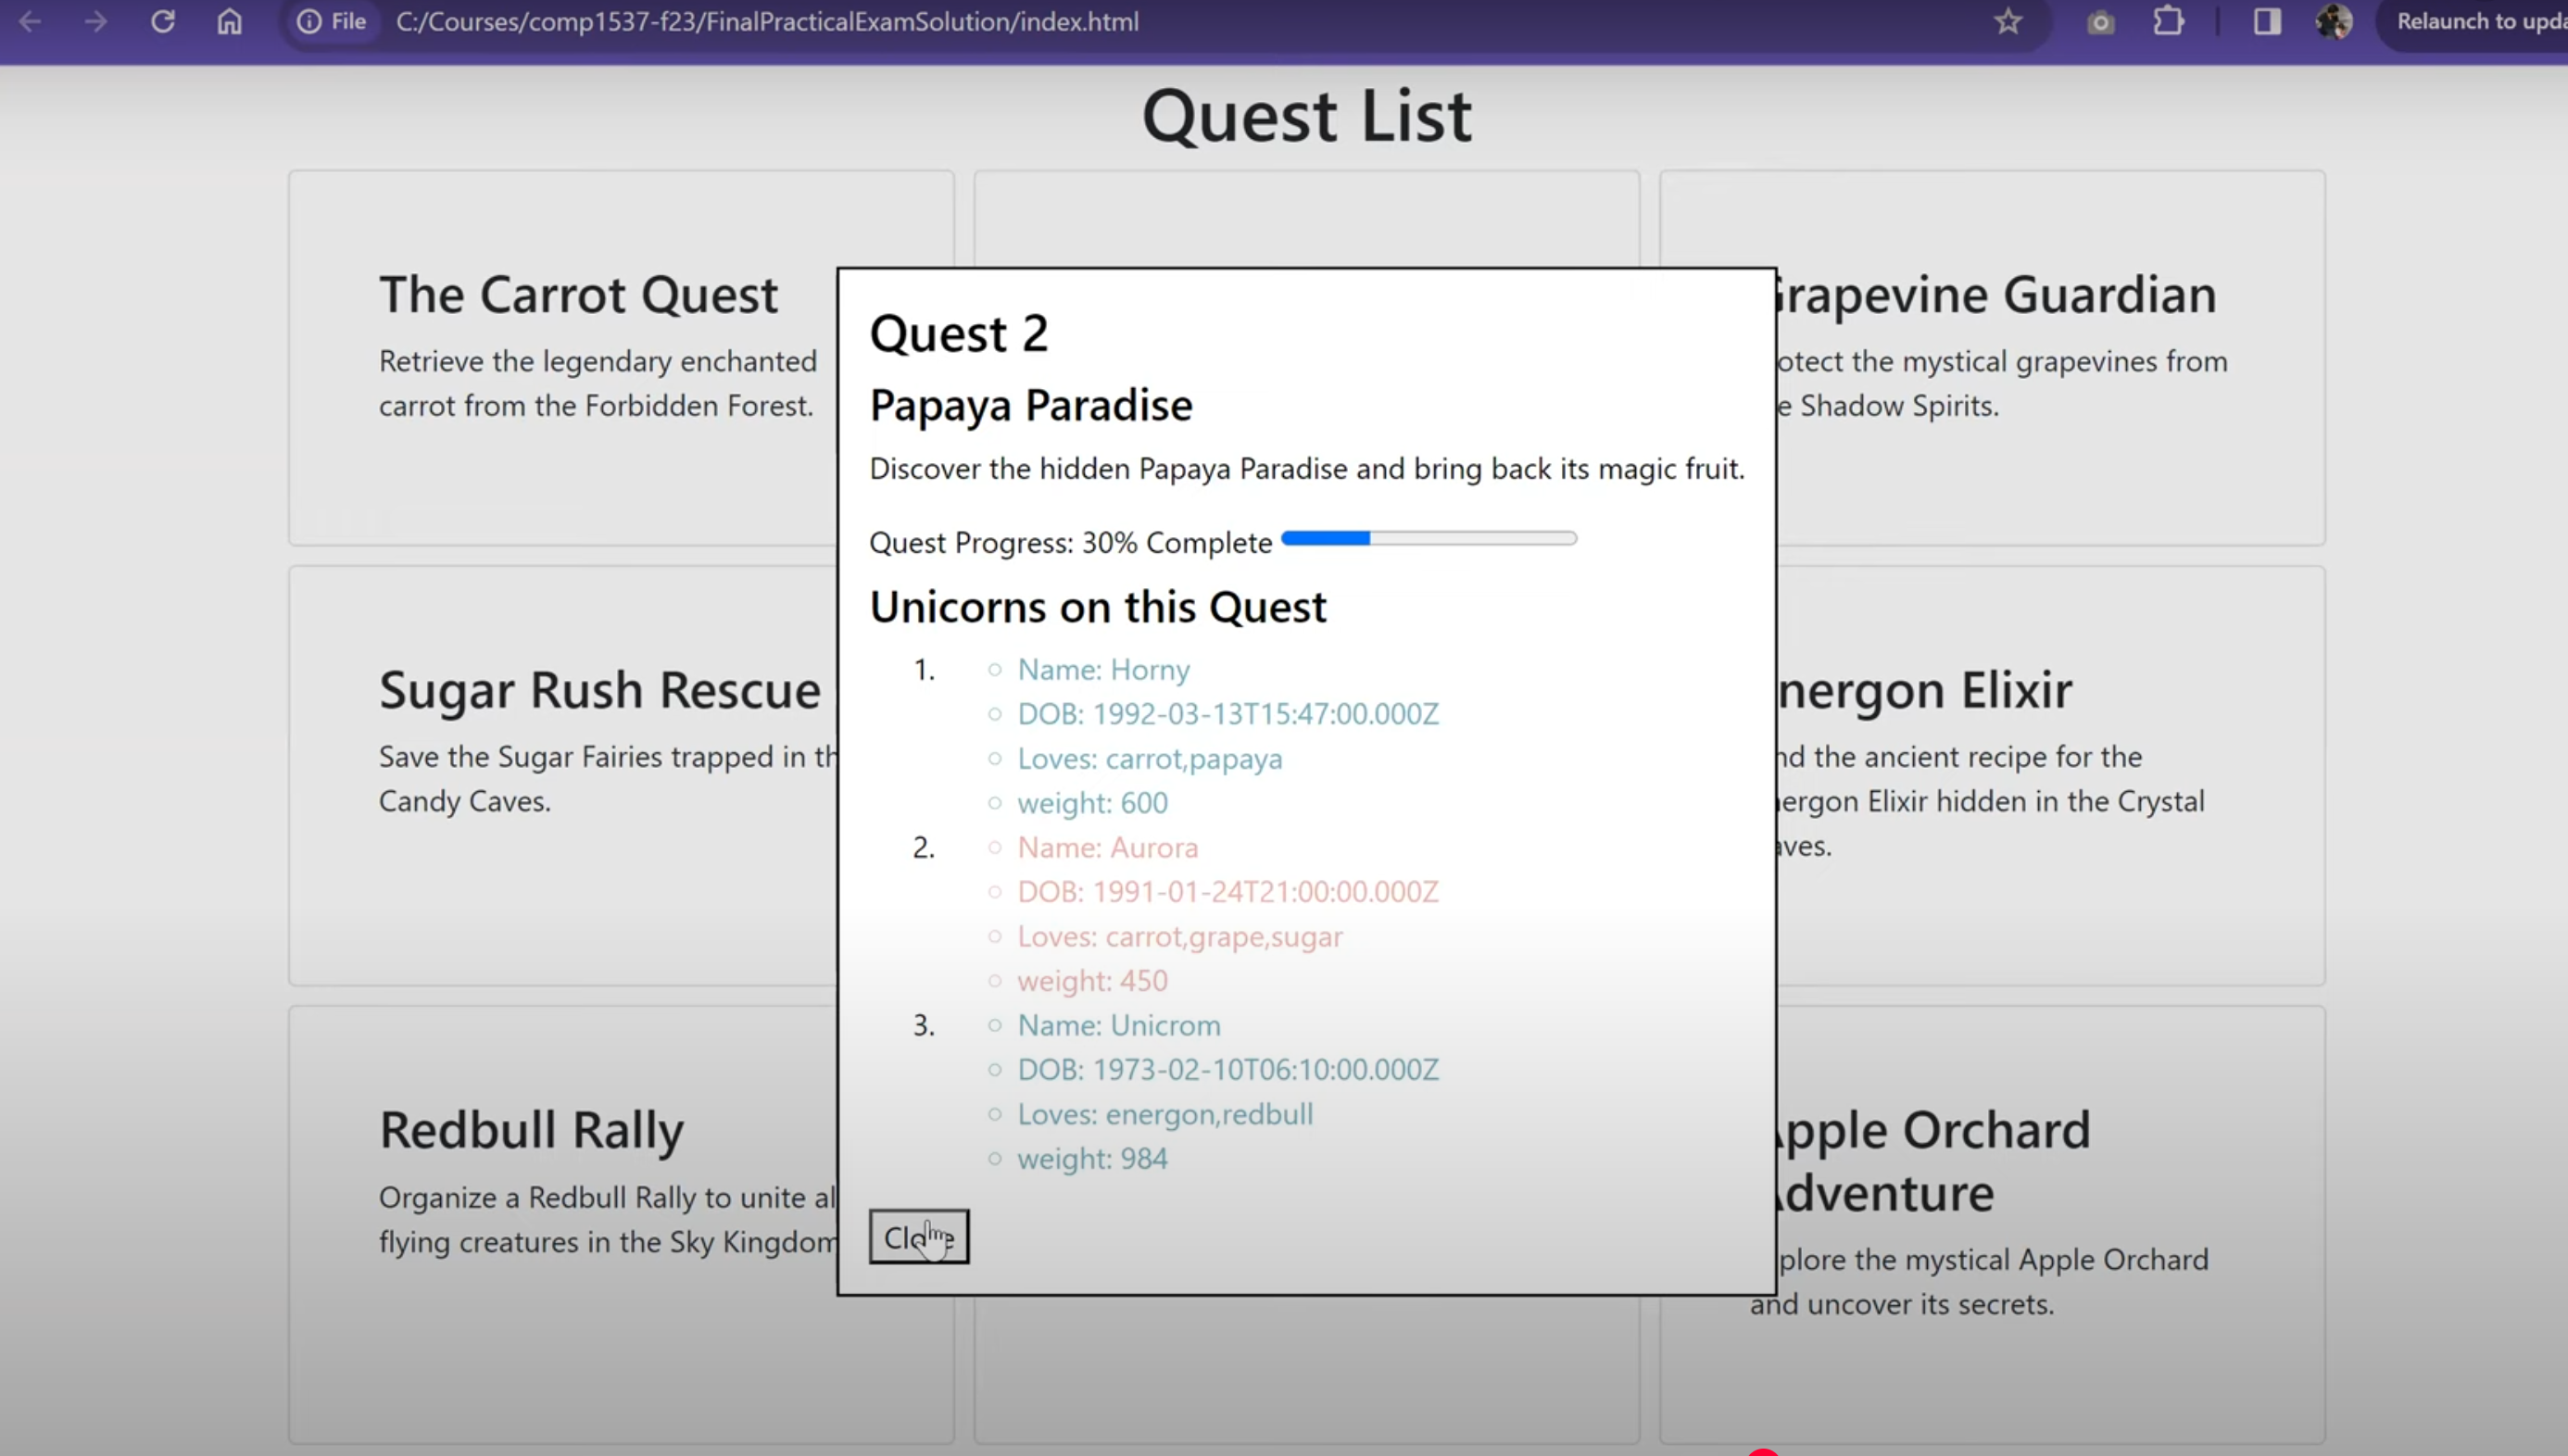 File C:/Courses/comp1537-f23/FinalPracticalExamSolution/index.html
Relaunch to upda
Quest List
The Carrot Quest
Retrieve the legendary enchanted
carrot from the Forbidden Forest.
Sugar Rush Rescue
Save the Sugar Fairies trapped in th
Candy Caves.
Redbull Rally
Organize a Redbull Rally to unite al
flying creatures in the Sky Kingdom
Quest 2
Papaya Paradise
Discover the hidden Papaya Paradise and bring back its magic fruit.
Quest Progress: 30% Complete
Unicorns on this Quest
1. Name: Horny
DOB: 1992-03-13T15:47:00.000Z
Loves: carrot,papaya
weight: 600
2. Name: Aurora
DOB: 1991-01-24T21:00:00.000Z
Loves: carrot,grape,sugar
weight: 450
3. Name: Unicrom
DOB: 1973-02-10T06:10:00.000Z
Loves: energon,redbull
weight: 984
Close
Grapevine Guardian
otect the mystical grapevines from
e Shadow Spirits.
nergon Elixir
nd the ancient recipe for the
ergon Elixir hidden in the Crystal
aves.
Apple Orchard
Adventure
plore the mystical Apple Orchard
and uncover its secrets.